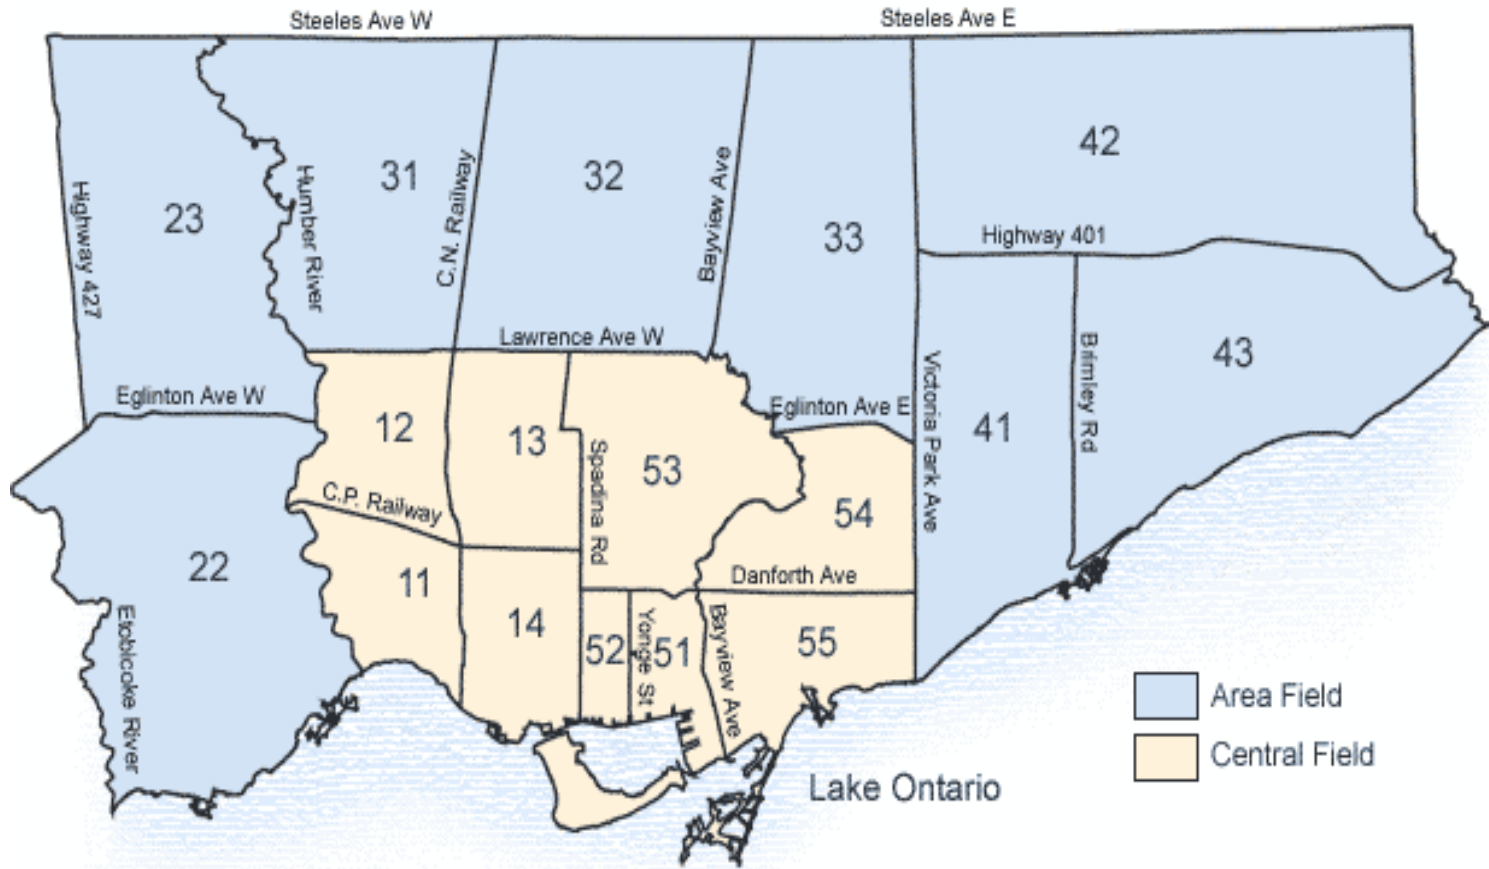 Steeles Ave W
Steeles Ave E
42
31
32
23
33
Highway 427
Humber River
C.N. Railway
Bayview Ave
Highway 401
Lawrence Ave W
43
Eglinton Ave W
Eglinton Ave E
Victoria Park Ave
Brimley Rd
12
13
41
53
Spadina Rd
C.P. Railway
54
22
11
Danforth Ave
14
52
Yonge St
51
Bayview Ave
55
Etobicoke River
Area Field
Central Field
Lake Ontario